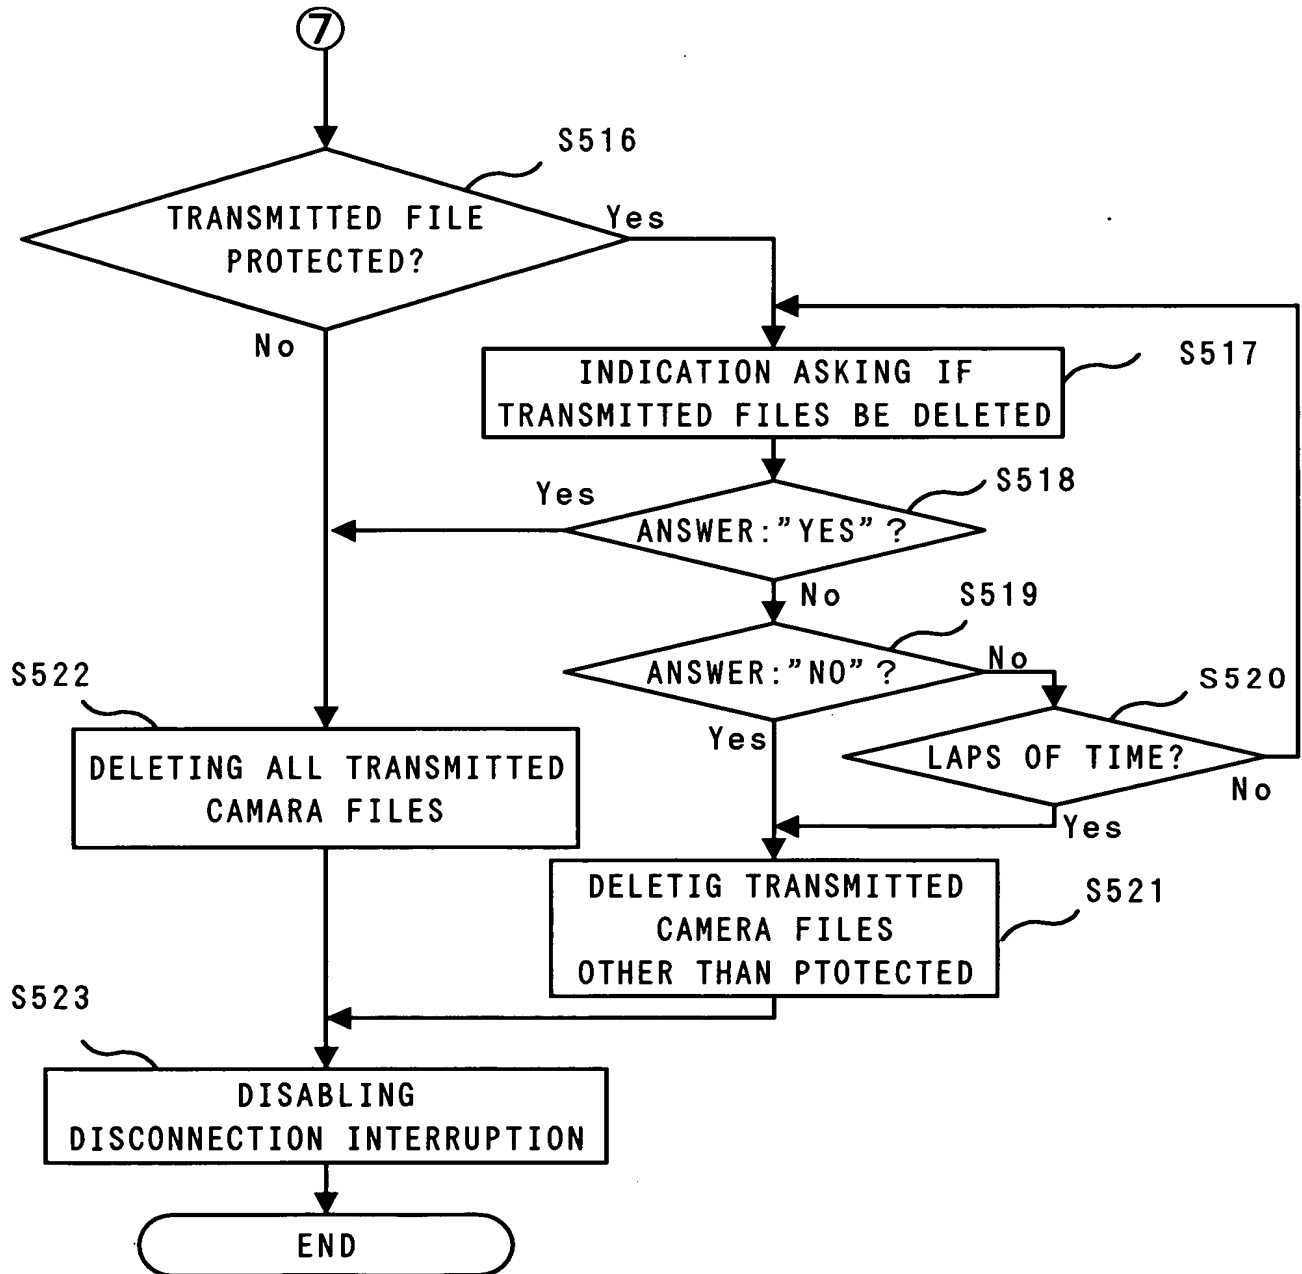 ⑦
S516
TRANSMITTED FILE
PROTECTED?
Yes
No
S517
INDICATION ASKING IF
TRANSMITTED FILES BE DELETED
S518
Yes
ANSWER:"YES"?
No
S519
ANSWER:"NO"?
No
S520
Yes
LAPS OF TIME?
No
Yes
S522
DELETING ALL TRANSMITTED
CAMARA FILES
S521
DELETIG TRANSMITTED
CAMERA FILES
OTHER THAN PTOTECTED
S523
DISABLING
DISCONNECTION INTERRUPTION
END